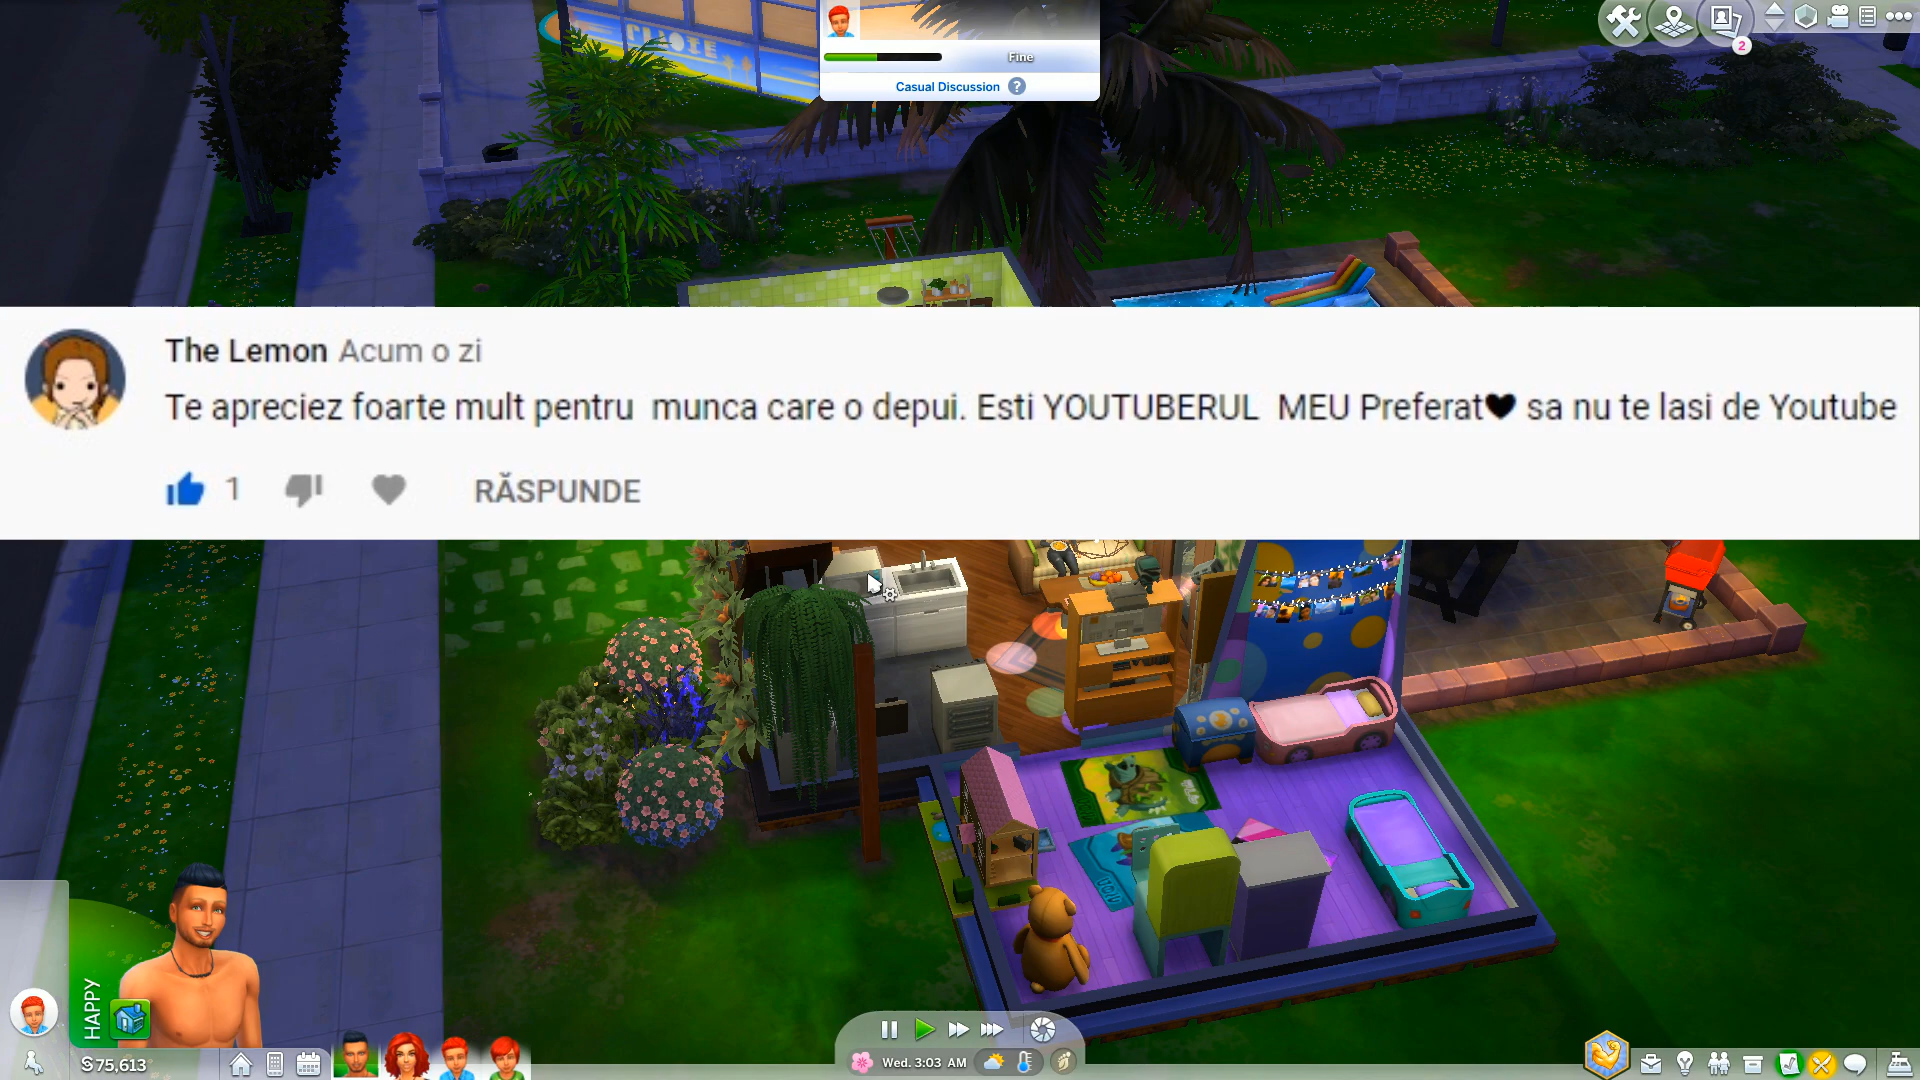 Fine
Casual Discussion ?
2
The Lemon Acum o zi
Te apreciez foarte mult pentru munca care o depui. Esti YOUTUBERUL MEU Preferat♥ sa nu te lasi de Youtube
1
RĂSPUNDE
HAPPY
§75,613
Wed. 3:03 AM